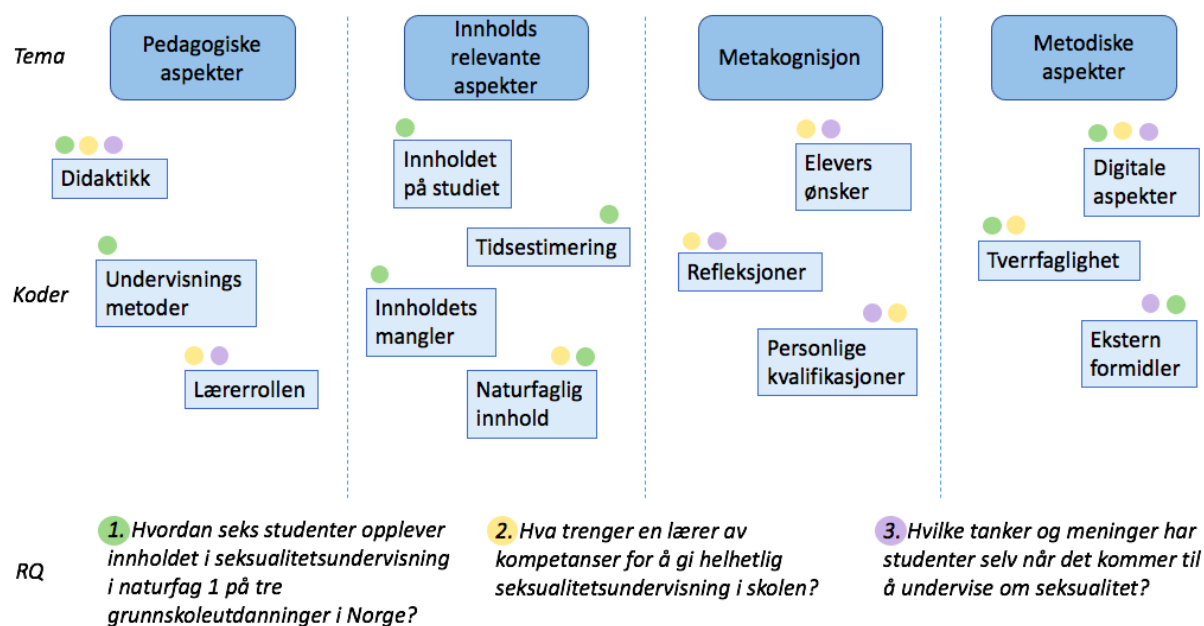 Tema
Pedagogiske
aspekter
Innholds
relevante
aspekter
Metakognisjon
Metodiske
aspekter
Koder
Didaktikk
Undervisnings
metoder
Lærerrollen
Innholdet
på studiet
Tidsestimering
Innholdets
mangler
Naturfaglig
innhold
Elevers
ønsker
Refleksjoner
Personlige
kvalifikasjoner
Digitale
aspekter
Tverrfaglighet
Ekstern
formidler
RQ
1. Hvordan seks studenter opplever
innholdet i seksualitetsundervisning
i naturfag 1 på tre
grunnskoleutdanninger i Norge?
2. Hva trenger en lærer av
kompetanser for å gi helhetlig
seksualitetsundervisning i skolen?
3. Hvilke tanker og meninger har
studenter selv når det kommer til
å undervise om seksualitet?